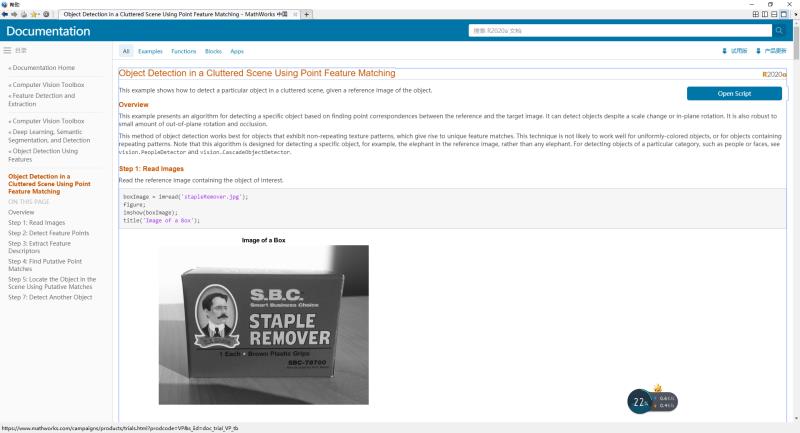 帮助
Object Detection in a Cluttered Scene Using Point Feature Matching - MathWorks 中国
Documentation
搜索 R2020a 文档
目录
All Examples Functions Blocks Apps
试用版 产品更新
« Documentation Home
« Computer Vision Toolbox
« Feature Detection and
Extraction
« Computer Vision Toolbox
« Deep Learning, Semantic
Segmentation, and Detection
« Object Detection Using
Features
Object Detection in a
Cluttered Scene Using Point
Feature Matching
ON THIS PAGE
Overview
Step 1: Read Images
Step 2: Detect Feature Points
Step 3: Extract Feature
Descriptors
Step 4: Find Putative Point
Matches
Step 5: Locate the Object in the
Scene Using Putative Matches
Step 7: Detect Another Object
Object Detection in a Cluttered Scene Using Point Feature Matching
R2020a
This example shows how to detect a particular object in a cluttered scene, given a reference image of the object.
Open Script
Overview
This example presents an algorithm for detecting a specific object based on finding point correspondences between the reference and the target image. It can detect objects despite a scale change or in-plane rotation. It is also robust to
small amount of out-of-plane rotation and occlusion.
This method of object detection works best for objects that exhibit non-repeating texture patterns, which give rise to unique feature matches. This technique is not likely to work well for uniformly-colored objects, or for objects containing
repeating patterns. Note that this algorithm is designed for detecting a specific object, for example, the elephant in the reference image, rather than any elephant. For detecting objects of a particular category, such as people or faces, see
vision.PeopleDetector and vision.CascadeObjectDetector.
Step 1: Read Images
Read the reference image containing the object of interest.
boxImage = imread('stapleRemover.jpg');
figure;
imshow(boxImage);
title('Image of a Box');
Image of a Box
S.B.C.
Smart Business Choice
STAPLE
REMOVER
1 Each • Brown Plastic Grips
SBC-78760
22%
https://www.mathworks.com/campaigns/products/trials.html?prodcode=VP&s_iid=doc_trial_VP_tb